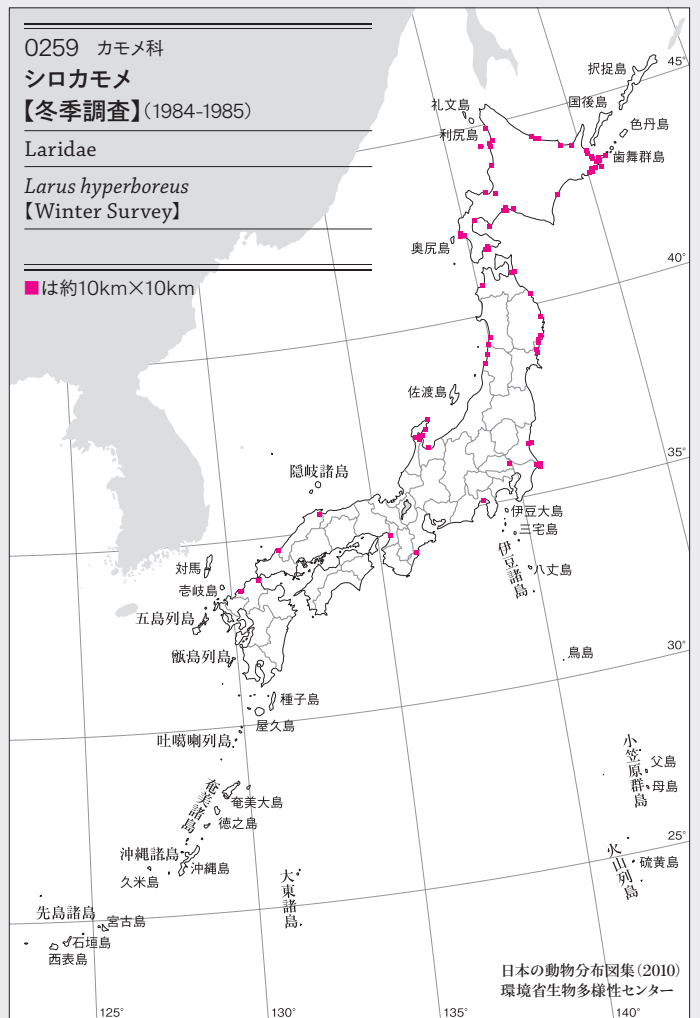 0259 カモメ科
シロカモメ
【冬季調査】(1984-1985)
Laridae
Larus hyperboreus
【Winter Survey】
■は約10km×10km
45°
択捉島
礼文島
国後島
利尻島
色丹島
歯舞群島
奥尻島
40°
佐渡島
35°
隠岐諸島
伊豆大島
三宅島
伊豆諸島
八丈島
対馬
壱岐島
五島列島
甑島列島
鳥島
30°
種子島
屋久島
吐噶喇列島
小笠原群島
父島
母島
奄美諸島
奄美大島
徳之島
25°
沖縄諸島
沖縄島
久米島
火山列島
硫黄島
大東諸島
先島諸島
宮古島
石垣島
西表島
日本の動物分布図集(2010)
環境省生物多様性センター
125°
130°
135°
140°